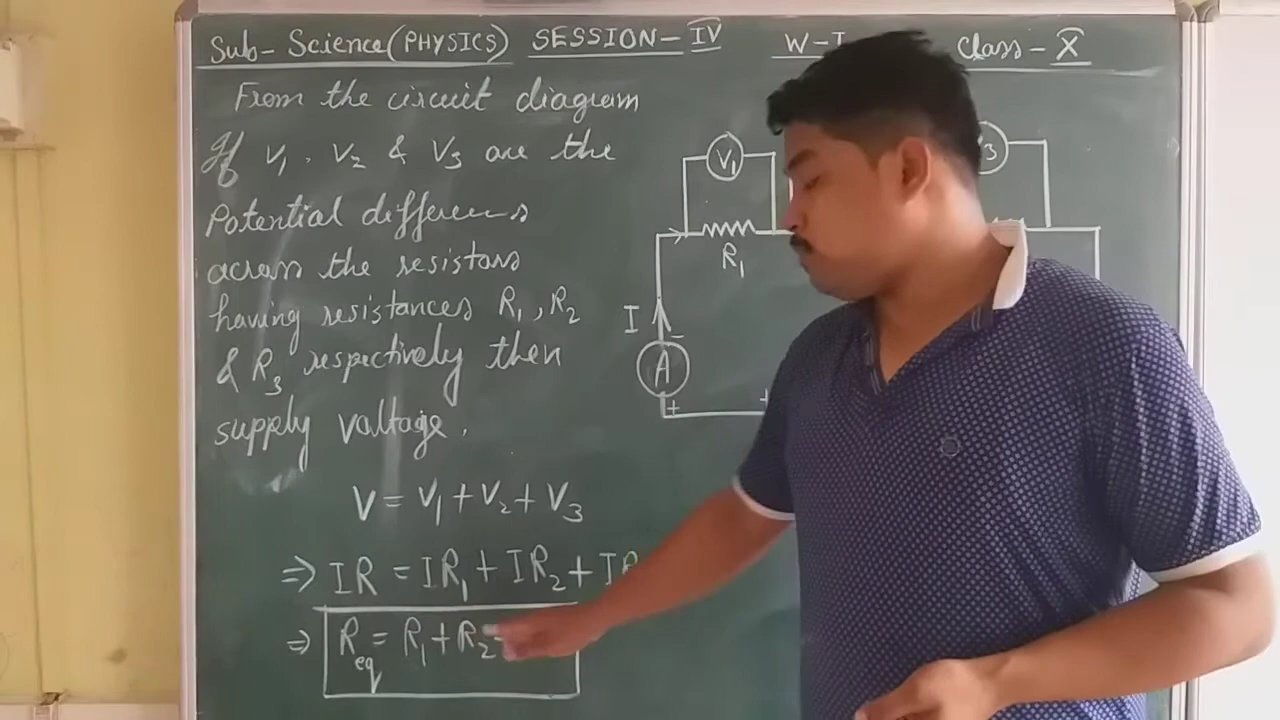 Sub- Science (PHYSICS) SESSION - IV W-I Class - X
From the circuit diagram
If V1, V2 & V3 are the
Potential differences
across the resistors
having resistances R1, R2
& R3 respectively then
supply voltage,
V = V1 + V2 + V3
⇒ IR = IR1 + IR2 + IR
⇒ Req = R1 + R2
V1
3
R1
I
-
A
+
+